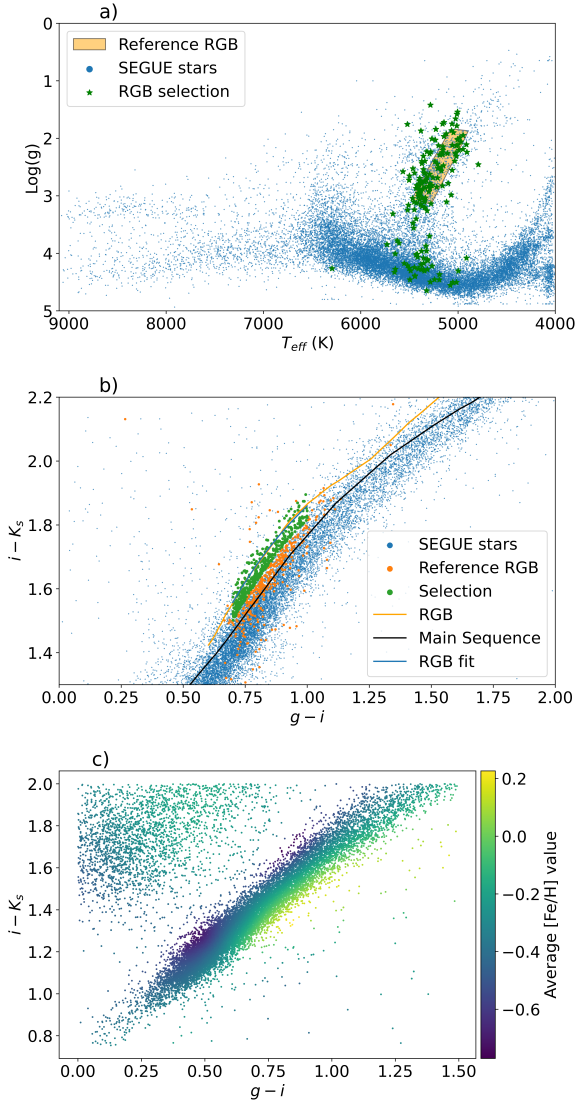 a)
0
1
2
3
4
5
Log(g)
Reference RGB
SEGUE stars
RGB selection
9000 8000 7000 6000 5000 4000
T_eff (K)
b)
2.2
2.0
1.8
1.6
1.4
i − K_s
SEGUE stars
Reference RGB
Selection
RGB
Main Sequence
RGB fit
0.00 0.25 0.50 0.75 1.00 1.25 1.50 1.75 2.00
g − i
c)
2.0
1.8
1.6
1.4
1.2
1.0
0.8
i − K_s
0.00 0.25 0.50 0.75 1.00 1.25 1.50
g − i
0.2
0.0
−0.2
−0.4
−0.6
Average [Fe/H] value